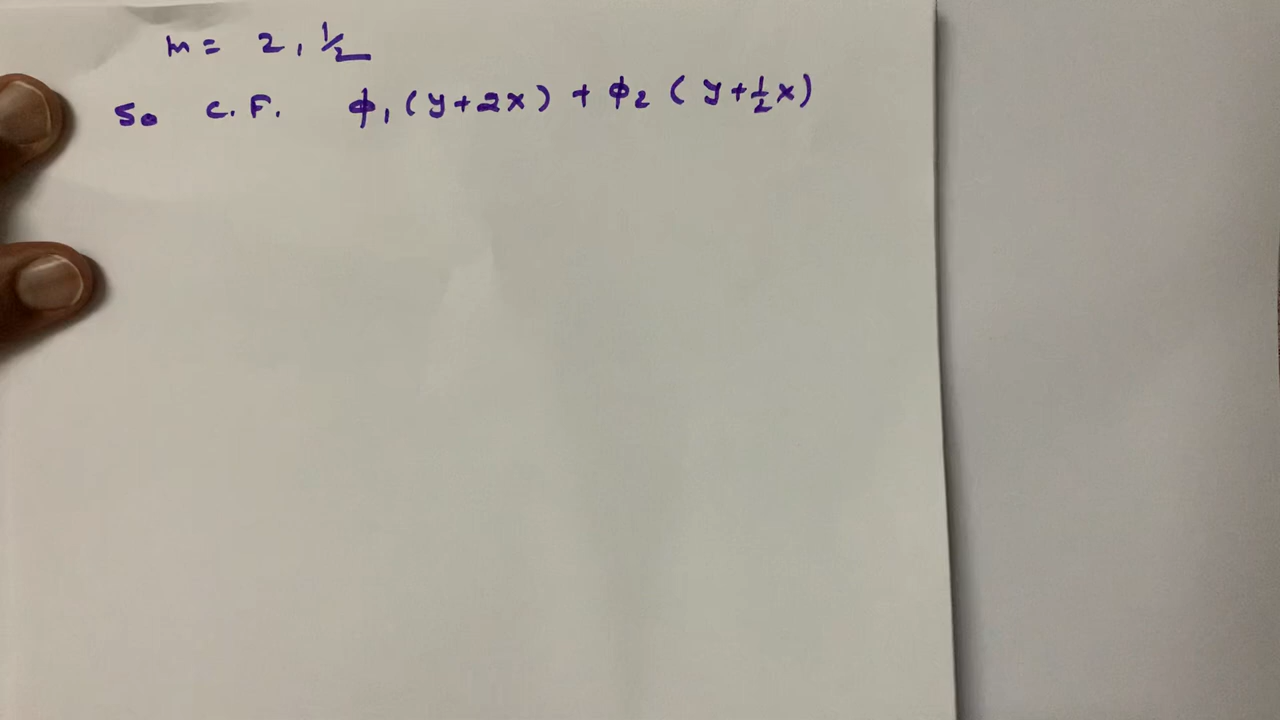 m = 2, 1/2
So C.F. ϕ₁ (y+2x) + ϕ₂ ( y+½x)